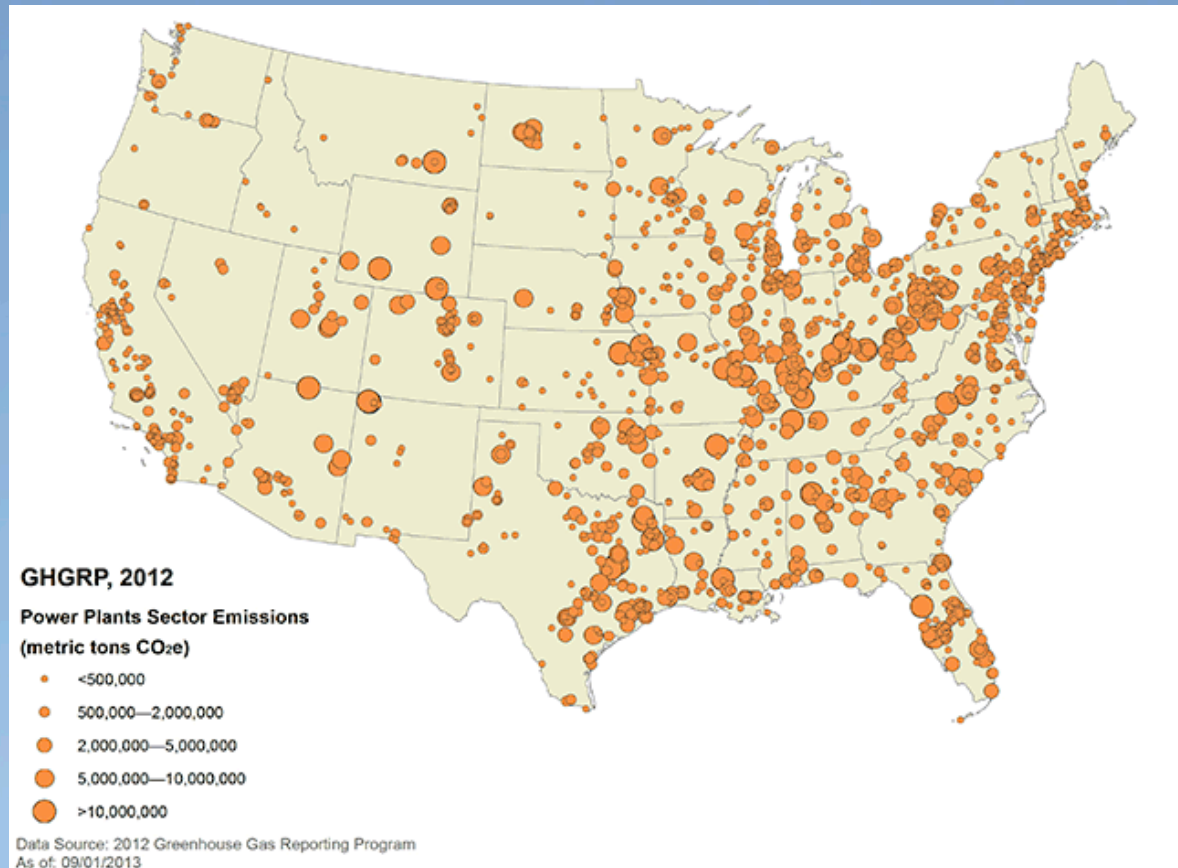 GHGRP, 2012
Power Plants Sector Emissions
(metric tons CO₂e)
<500,000
500,000—2,000,000
2,000,000—5,000,000
5,000,000—10,000,000
>10,000,000
Data Source: 2012 Greenhouse Gas Reporting Program
As of: 09/01/2013